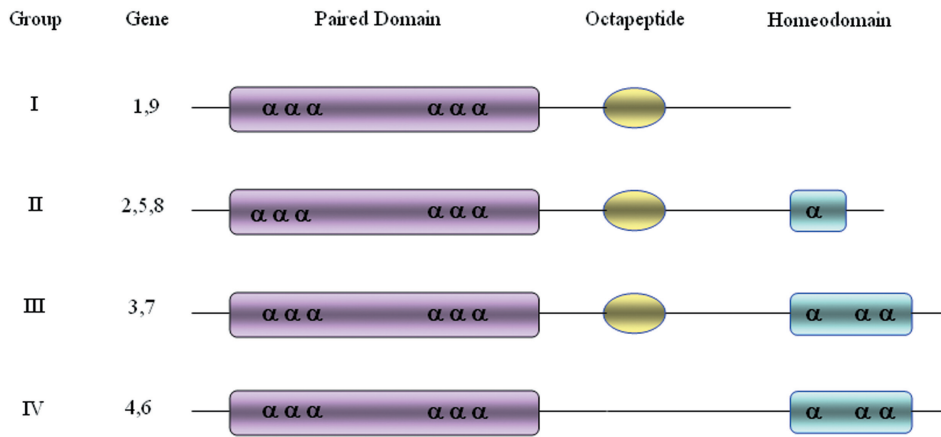 Group Gene Paired Domain Octapeptide Homeodomain
I 1,9 α α α α α α
II 2,5,8 α α α α α α α
III 3,7 α α α α α α α α α
IV 4,6 α α α α α α α α α